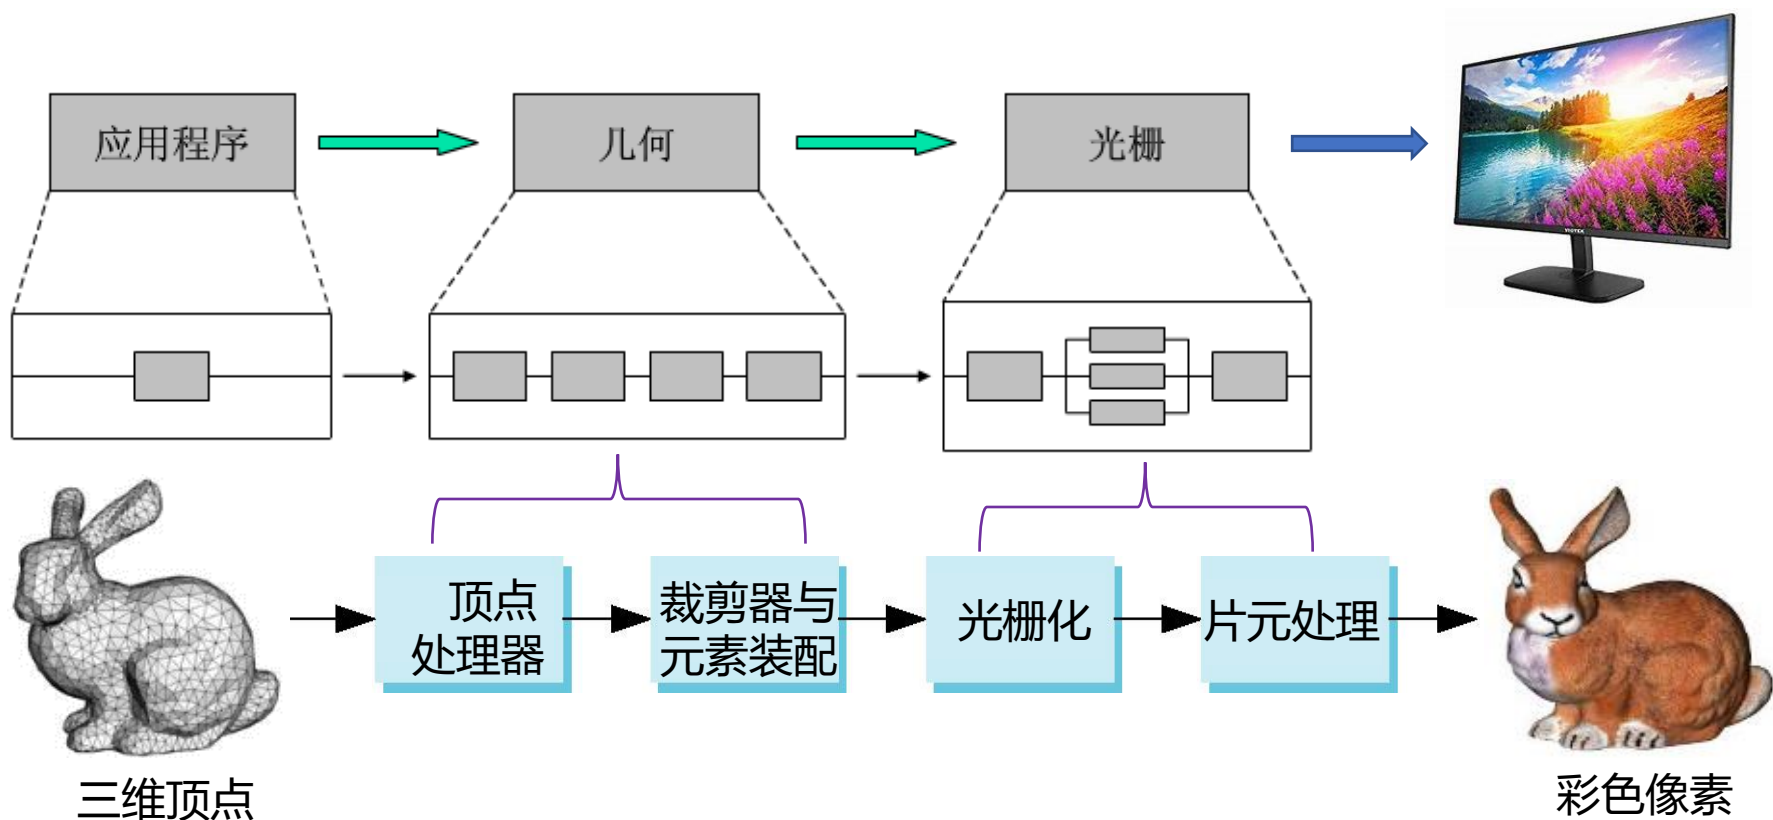 应用程序
几何
光栅
VIOTEK
顶点
处理器
裁剪器与
元素装配
光栅化
片元处理
三维顶点
彩色像素